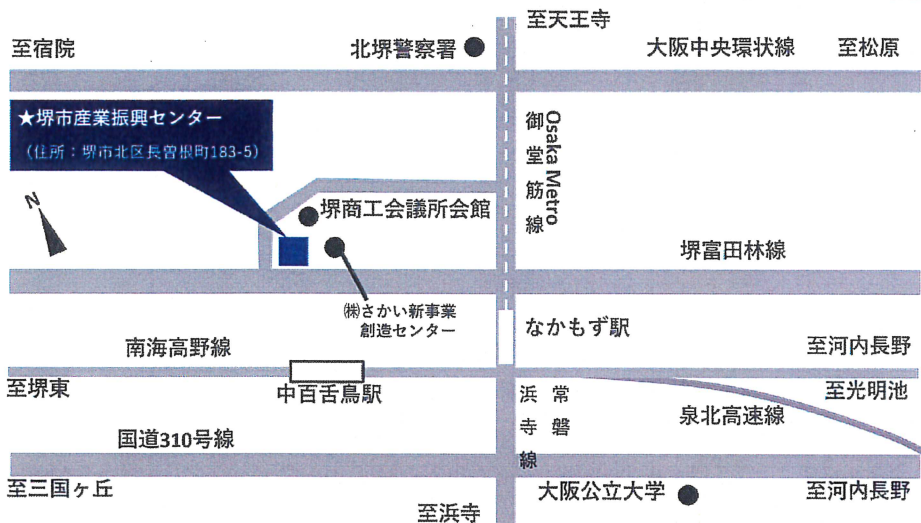 至天王寺
至宿院
北堺警察署
大阪中央環状線
至松原
★堺市産業振興センター
(住所：堺市北区長曽根町183-5)
Osaka Metro
御堂筋線
N
堺商工会議所会館
堺富田林線
㈱さかい新事業
創造センター
なかもず駅
南海高野線
至河内長野
至堺東
中百舌鳥駅
常磐
浜寺線
至光明池
泉北高速線
国道310号線
至三国ヶ丘
大阪公立大学
至河内長野
至浜寺